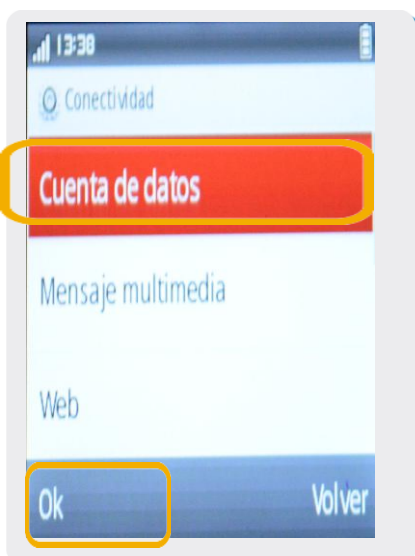 13:38
Conectividad
Cuenta de datos
Mensaje multimedia
Web
Ok Volver